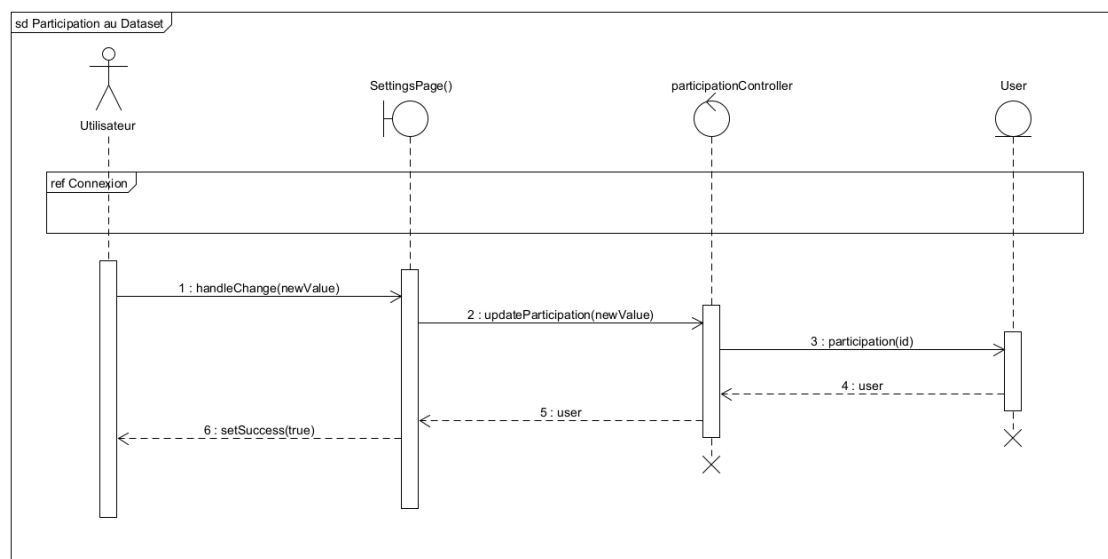 sd Participation au Dataset
SettingsPage()
participationController
User
Utilisateur
ref Connexion
1 : handleChange(newValue)
2 : updateParticipation(newValue)
3 : participation(id)
4 : user
5 : user
6 : setSuccess(true)